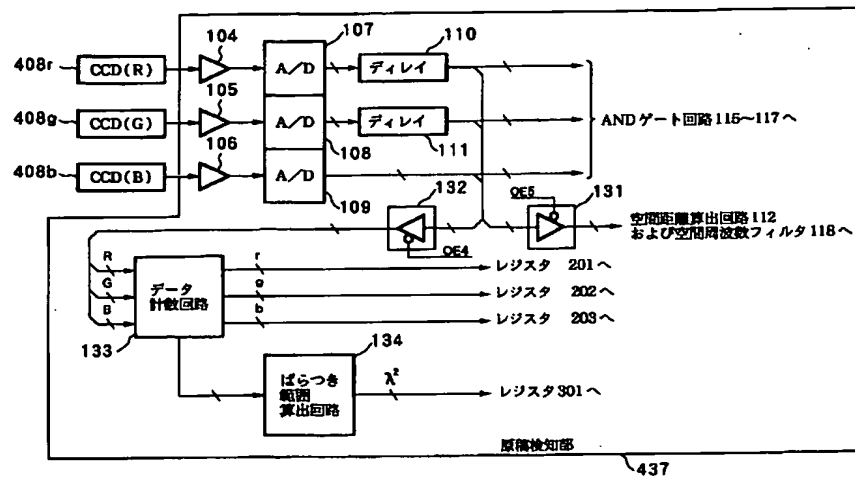 107
110
104
408r
CCD(R)
A/D
ディレイ
105
408g
CCD(G)
A/D
ディレイ
ANDゲート回路115~117へ
106
108
111
408b
CCD(B)
A/D
132
OE5
131
109
空間距離算出回路112
および空間周波数フィルタ118へ
OE4
R
r
レジスタ 201へ
G
データ
計数回路
g
レジスタ 202へ
B
b
レジスタ 203へ
133
134
ばらつき
範囲
算出回路
λ²
レジスタ301へ
原稿検知部
437